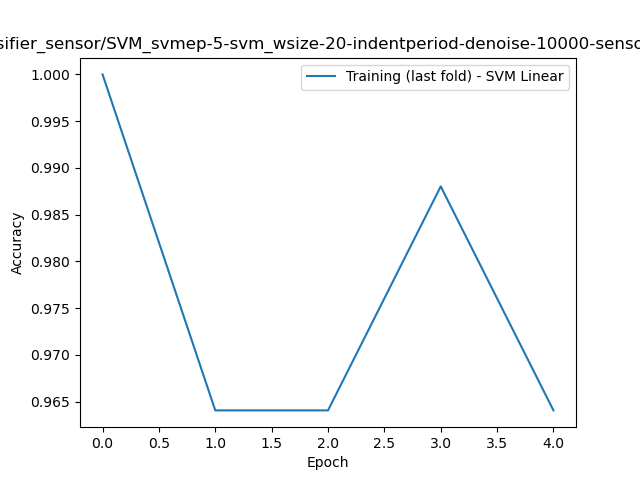 sifier_sensor/SVM_svmep-5-svm_wsize-20-indentperiod-denoise-10000-senso
Training (last fold) - SVM Linear
1.000
0.995
0.990
0.985
0.980
0.975
0.970
0.965
Accuracy
0.0 0.5 1.0 1.5 2.0 2.5 3.0 3.5 4.0
Epoch